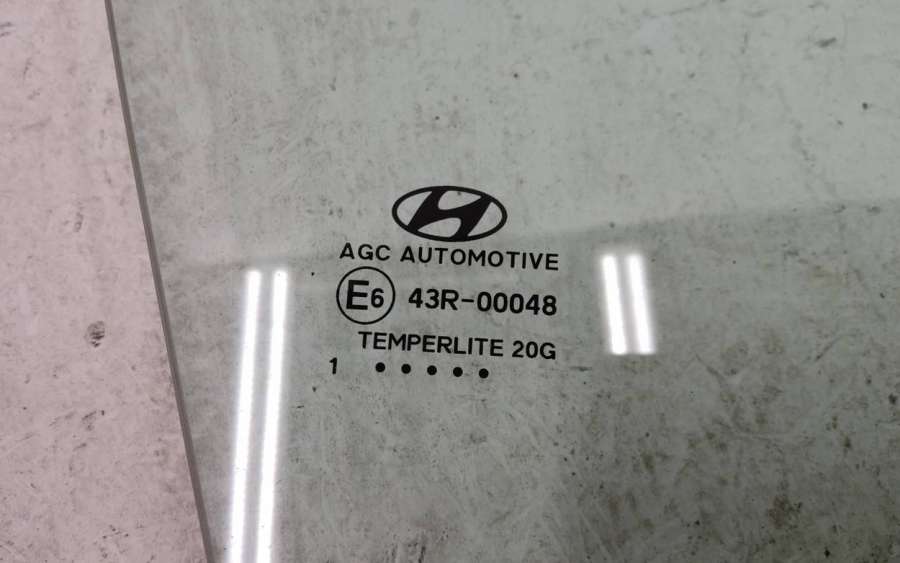 AGC AUTOMOTIVE
E6 43R-00048
TEMPERLITE 20G
1 • • • • •